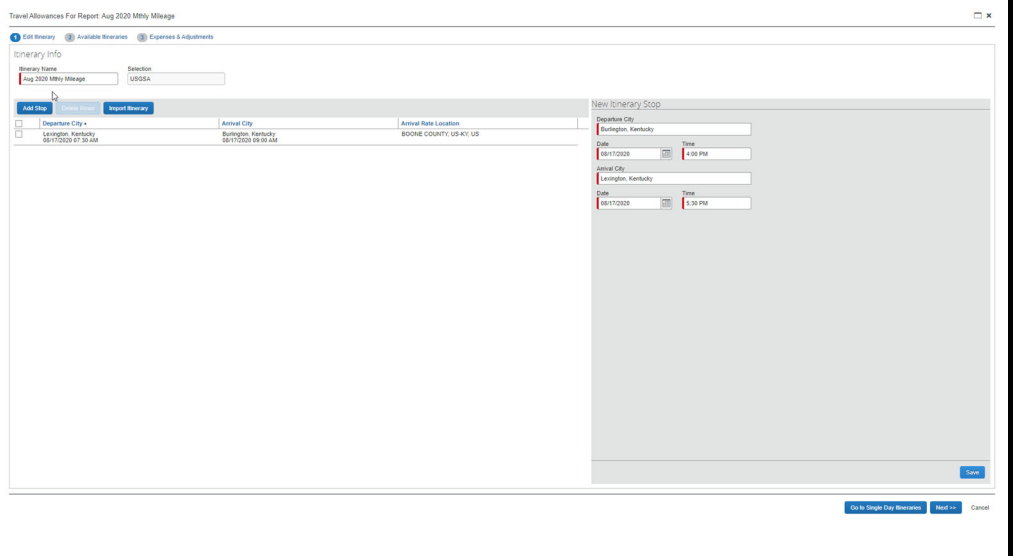 Travel Allowances For Report: Aug 2020 Mthly Mileage
1 Edit Itinerary 2 Available Itineraries 3 Expenses & Adjustments
Itinerary Info
Itinerary Name Selection
Aug 2020 Mthly Mileage USGSA
Add Stop Delete Rows Import Itinerary
Departure City Arrival City Arrival Rate Location
Lexington, Kentucky Burlington, Kentucky BOONE COUNTY, US-KY, US
08/17/2020 07:30 AM 08/17/2020 09:00 AM
New Itinerary Stop
Departure City
Burlington, Kentucky
Date Time
08/17/2020 4:00 PM
Arrival City
Lexington, Kentucky
Date Time
08/17/2020 5:30 PM
Save
Go to Single Day Itineraries Next >> Cancel